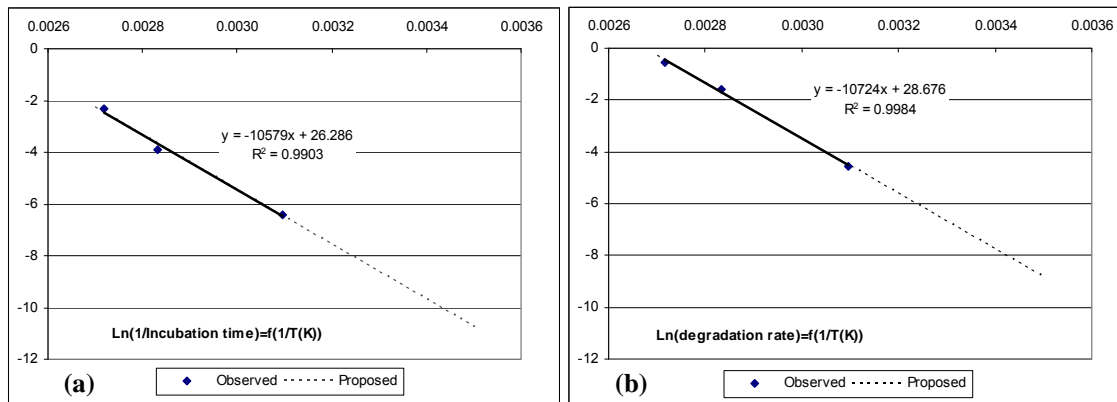 0.0026 0.0028 0.0030 0.0032 0.0034 0.0036
0
-2
-4
-6
-8
-10
-12
y = -10579x + 26.286
R² = 0.9903
Ln(1/Incubation time)=f(1/T(K))
(a)
Observed Proposed
0.0026 0.0028 0.0030 0.0032 0.0034 0.0036
0
-2
-4
-6
-8
-10
-12
y = -10724x + 28.676
R² = 0.9984
Ln(degradation rate)=f(1/T(K))
(b)
Observed Proposed